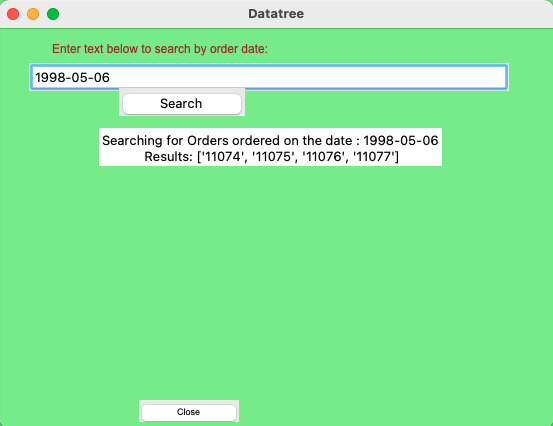 Datatree
Enter text below to search by order date:
1998-05-06
Search
Searching for Orders ordered on the date : 1998-05-06
Results: ['11074', '11075', '11076', '11077']
Close